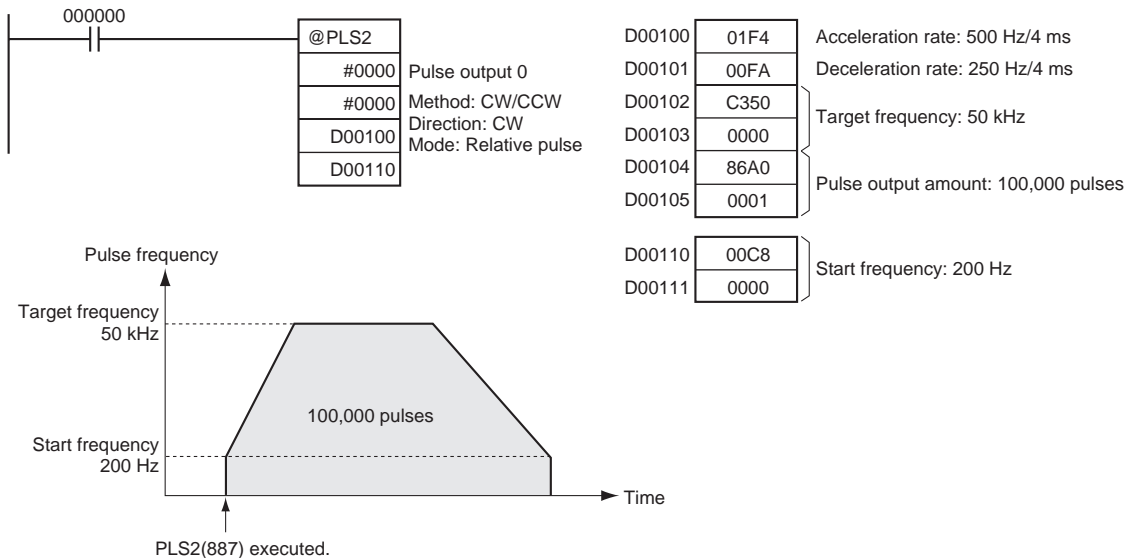 000000
@PLS2
#0000 Pulse output 0
#0000 Method: CW/CCW
Direction: CW
D00100
Mode: Relative pulse
D00110
D00100 01F4 Acceleration rate: 500 Hz/4 ms
D00101 00FA Deceleration rate: 250 Hz/4 ms
D00102 C350
Target frequency: 50 kHz
D00103 0000
D00104 86A0
Pulse output amount: 100,000 pulses
D00105 0001
D00110 00C8
Start frequency: 200 Hz
D00111 0000
Pulse frequency
Target frequency
50 kHz
100,000 pulses
Start frequency
200 Hz
Time
PLS2(887) executed.